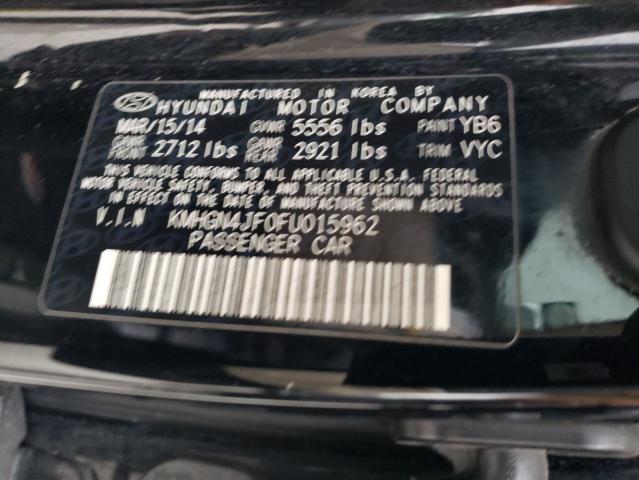 MANUFACTURED IN KOREA BY
HYUNDAI MOTOR COMPANY
MAR/15/14 GVWR 5556 lbs PAINT YB6
GAWR FRONT 2712 lbs GAWR REAR 2921 lbs TRIM VYC
THIS VEHICLE CONFORMS TO ALL APPLICABLE U.S.A. FEDERAL
MOTOR VEHICLE SAFETY, BUMPER, AND THEFT PREVENTION STANDARDS
IN EFFECT ON THE DATE OF MANUFACTURE SHOWN ABOVE.
V.I.N KMHGN4JF0FU015962
PASSENGER CAR